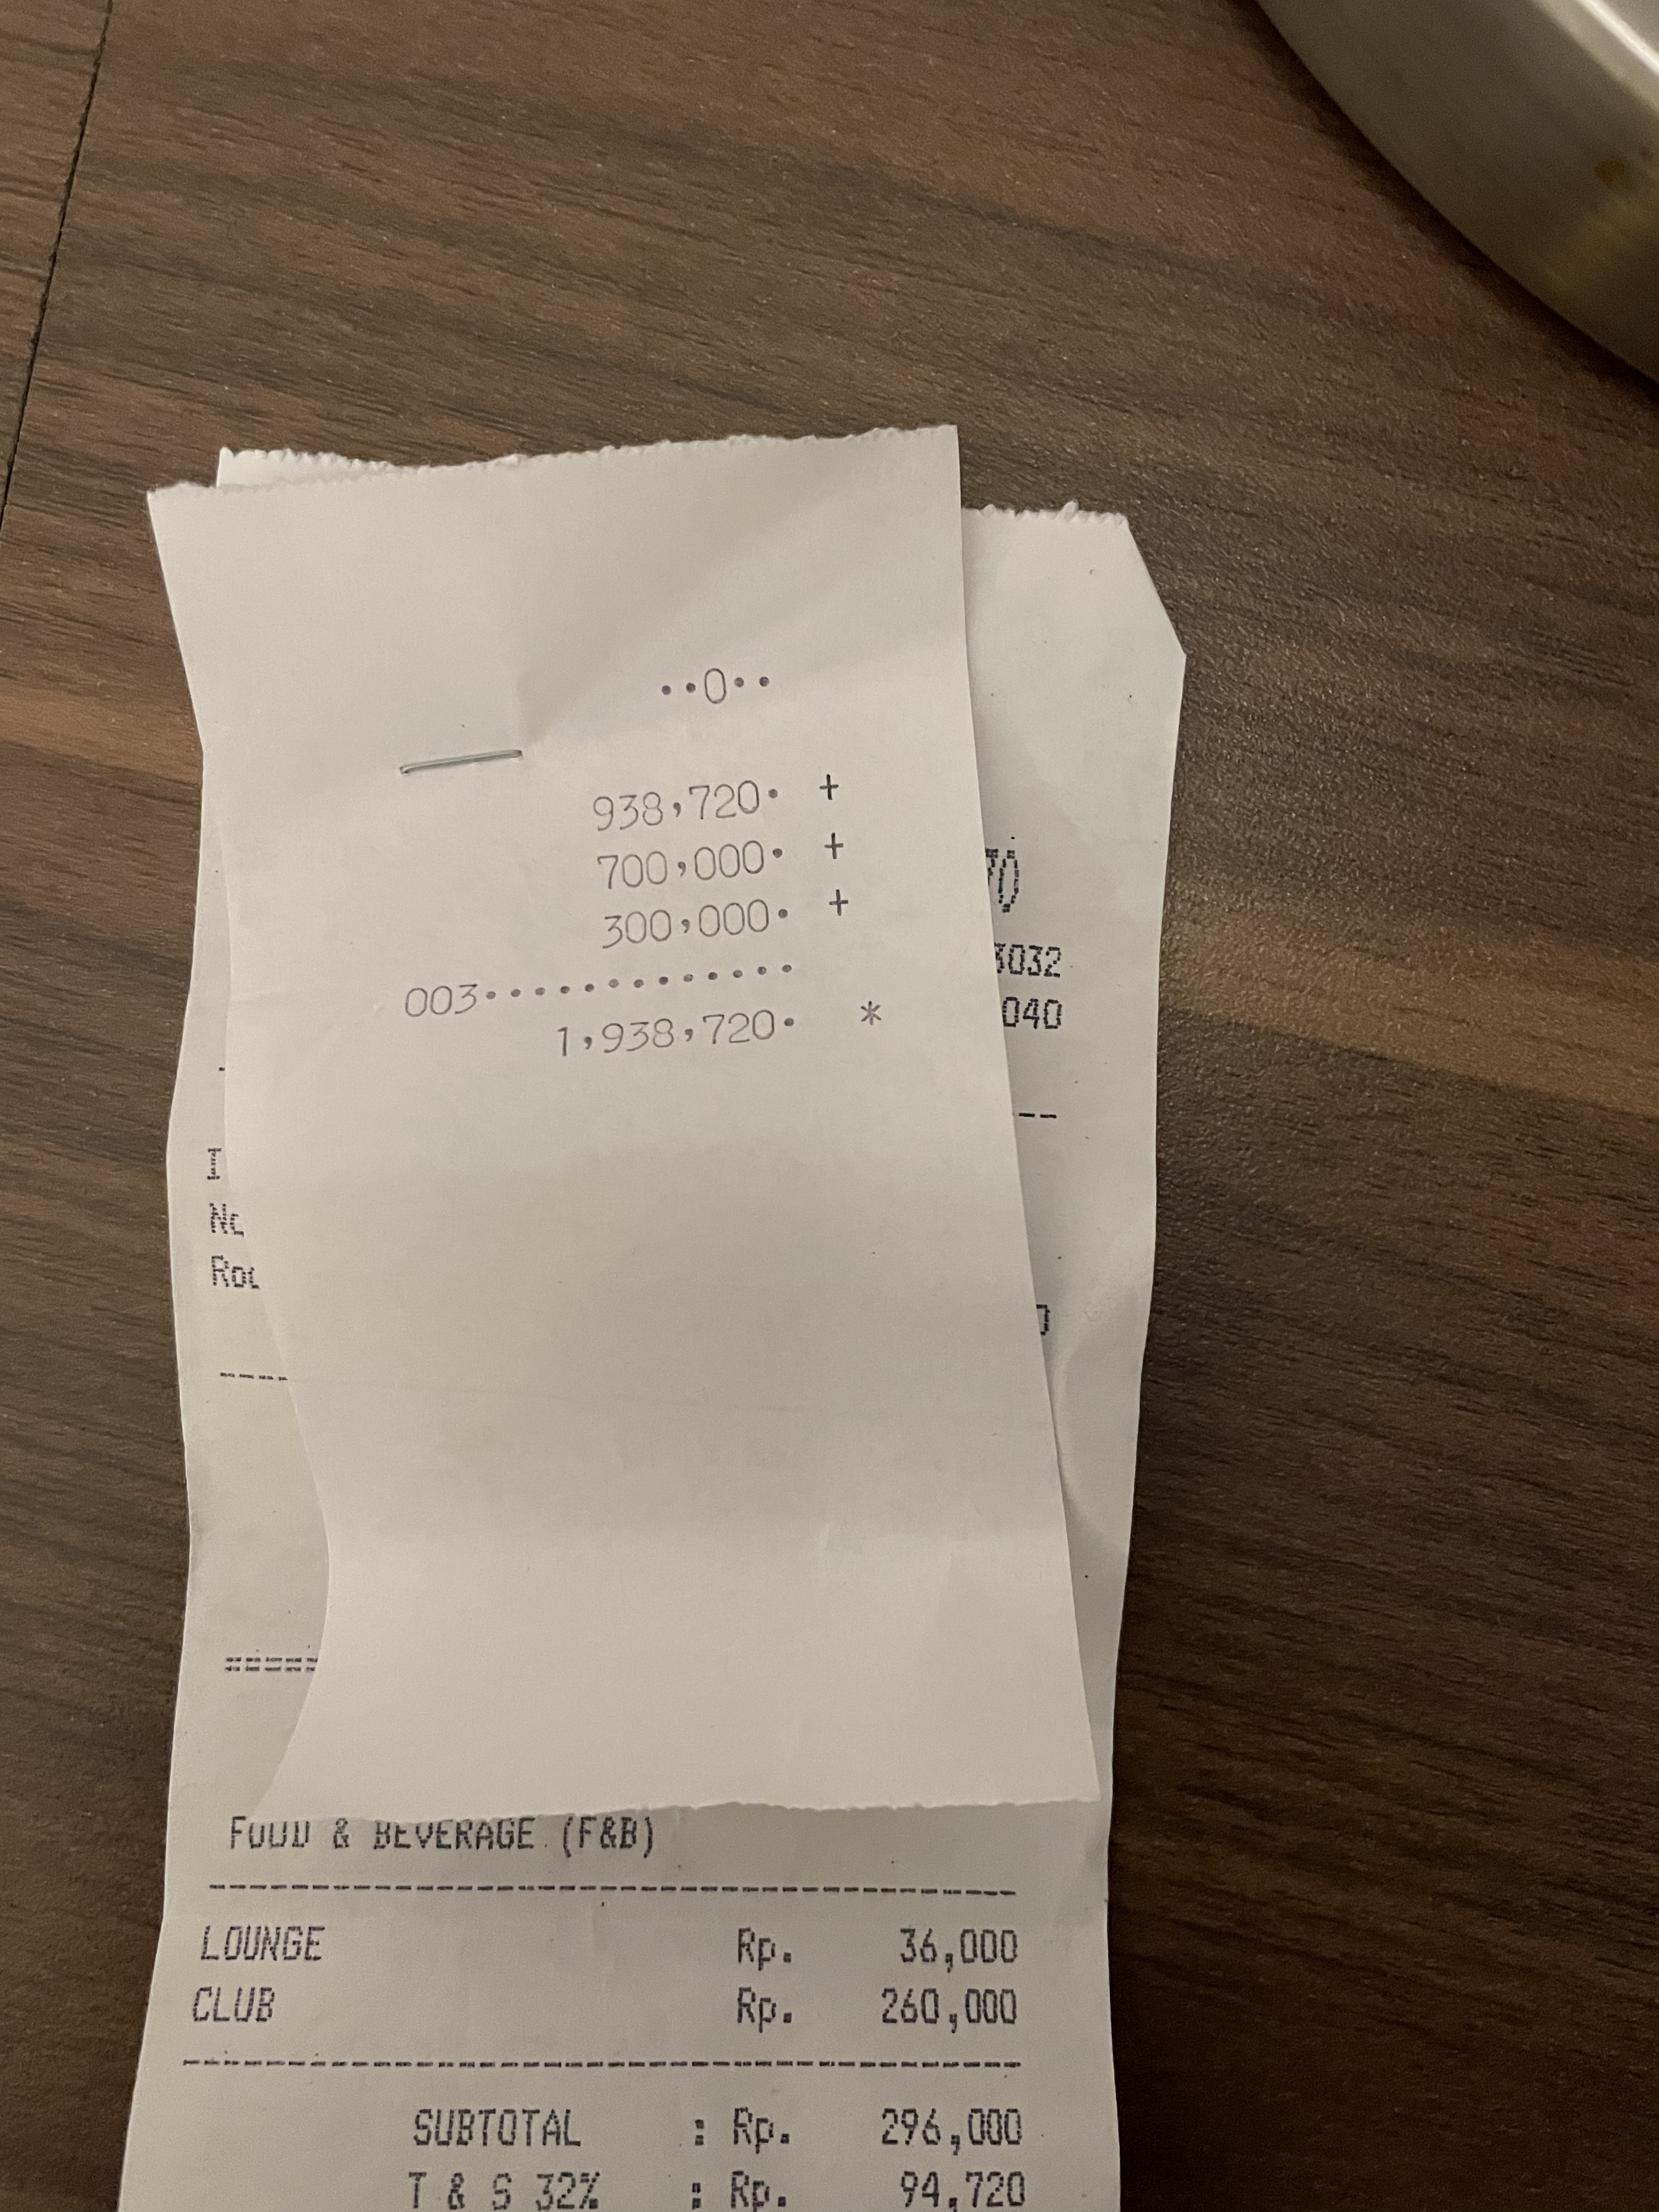 ··0··
938,720· +
700,000· +
300,000· +
003·············
1,938,720· *
3032
040
--
-----
=====
FOOD & BEVERAGE (F&B)
LOUNGE Rp. 36,000
CLUB Rp. 260,000
SUBTOTAL : Rp. 296,000
T & S 32% : Rp. 94,720